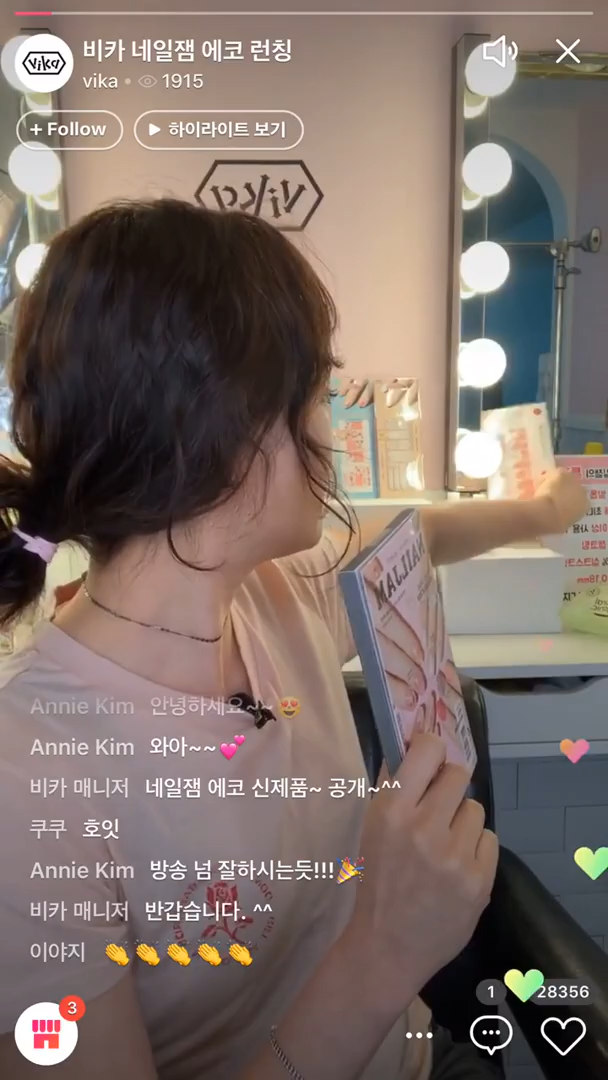 vika
비카 네일잼 에코 런칭
vika • 1915
+ Follow
하이라이트 보기
vika
NAILJAM
0.18mm
Annie Kim 안녕하세요~~😍
Annie Kim 와아~~💕
비카 매니저 네일잼 에코 신제품~ 공개~^^
쿠쿠 호잇
Annie Kim 방송 넘 잘하시는듯!!!🎉
비카 매니저 반갑습니다. ^^
이야지 👏👏👏👏👏
1
28356
3